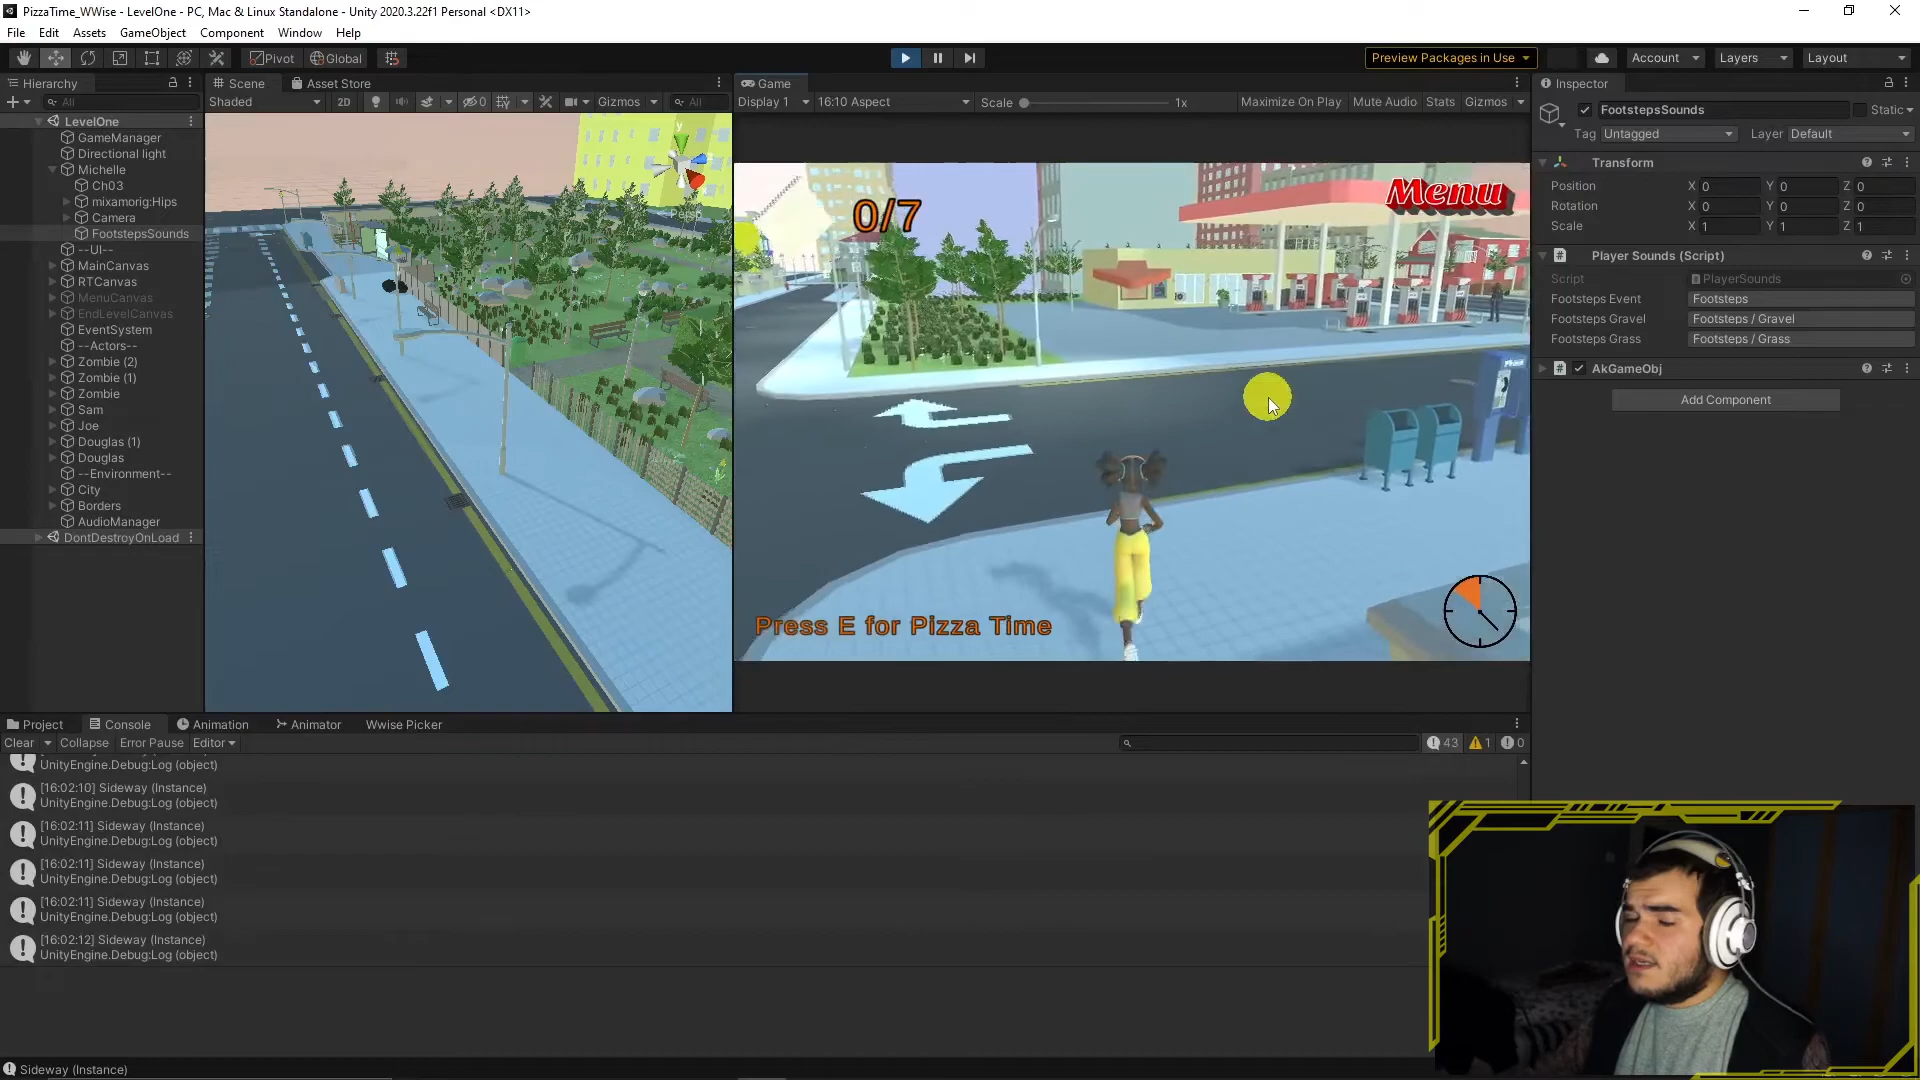 PizzaTime_WWise - LevelOne - PC, Mac & Linux Standalone - Unity 2020.3.22f1 Personal <DX11>
File Edit Assets GameObject Component Window Help
Pivot Global Preview Packages in Use Account Layers Layout
Hierarchy
All
LevelOne
GameManager
Directional light
Michelle
Ch03
mixamorig:Hips
Camera
FootstepsSounds
--UI--
MainCanvas
RTCanvas
MenuCanvas
EndLevelCanvas
EventSystem
--Actors--
Zombie (2)
Zombie (1)
Zombie
Sam
Joe
Douglas (1)
Douglas
--Environment--
City
Borders
AudioManager
DontDestroyOnLoad
Scene Asset Store
Shaded 2D 0 Gizmos All
y
Persp
Game
Display 1 16:10 Aspect Scale 1x Maximize On Play Mute Audio Stats Gizmos
0/7
Menu
Phone
Press E for Pizza Time
Inspector
FootstepsSounds Static
Tag Untagged Layer Default
Transform
Position X 0 Y 0 Z 0
Rotation X 0 Y 0 Z 0
Scale X 1 Y 1 Z 1
Player Sounds (Script)
Script PlayerSounds
Footsteps Event Footsteps
Footsteps Gravel Footsteps / Gravel
Footsteps Grass Footsteps / Grass
AkGameObj
Add Component
Project Console Animation Animator Wwise Picker
Clear Collapse Error Pause Editor 43 1 0
UnityEngine.Debug:Log (object)
[16:02:10] Sideway (Instance)
UnityEngine.Debug:Log (object)
[16:02:11] Sideway (Instance)
UnityEngine.Debug:Log (object)
[16:02:11] Sideway (Instance)
UnityEngine.Debug:Log (object)
[16:02:11] Sideway (Instance)
UnityEngine.Debug:Log (object)
[16:02:12] Sideway (Instance)
UnityEngine.Debug:Log (object)
Sideway (Instance)